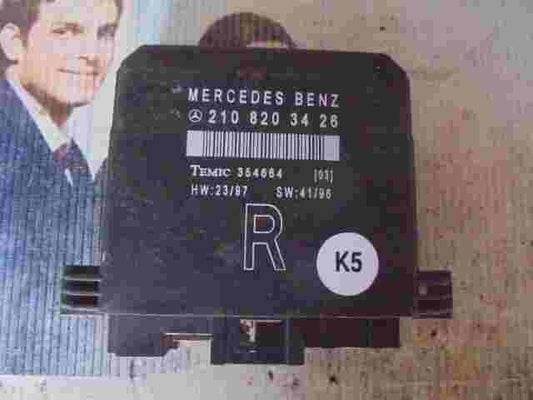 MERCEDES BENZ
210 820 34 26
TEMIC 354664 [03]
HW:23/97 SW:41/96
R
K5